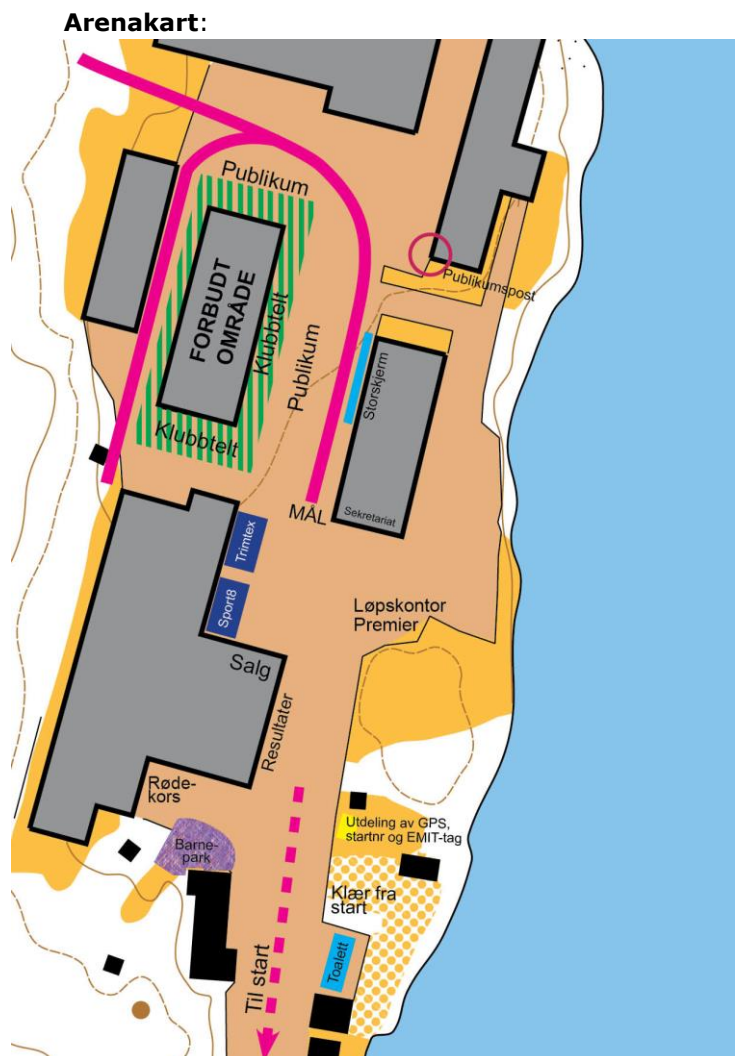 Arenakart:
Publikum
FORBUDT
OMRÅDE
Klubbtelt
Publikum
Klubbtelt
Publikumspost
Storskjerm
Sekretariat
MÅL
Trimtex
Sport8
Løpskontor
Premier
Salg
Resultater
Røde-
kors
Barne-
park
Utdeling av GPS,
startnr og EMIT-tag
Klær fra
start
Til start
Toalett